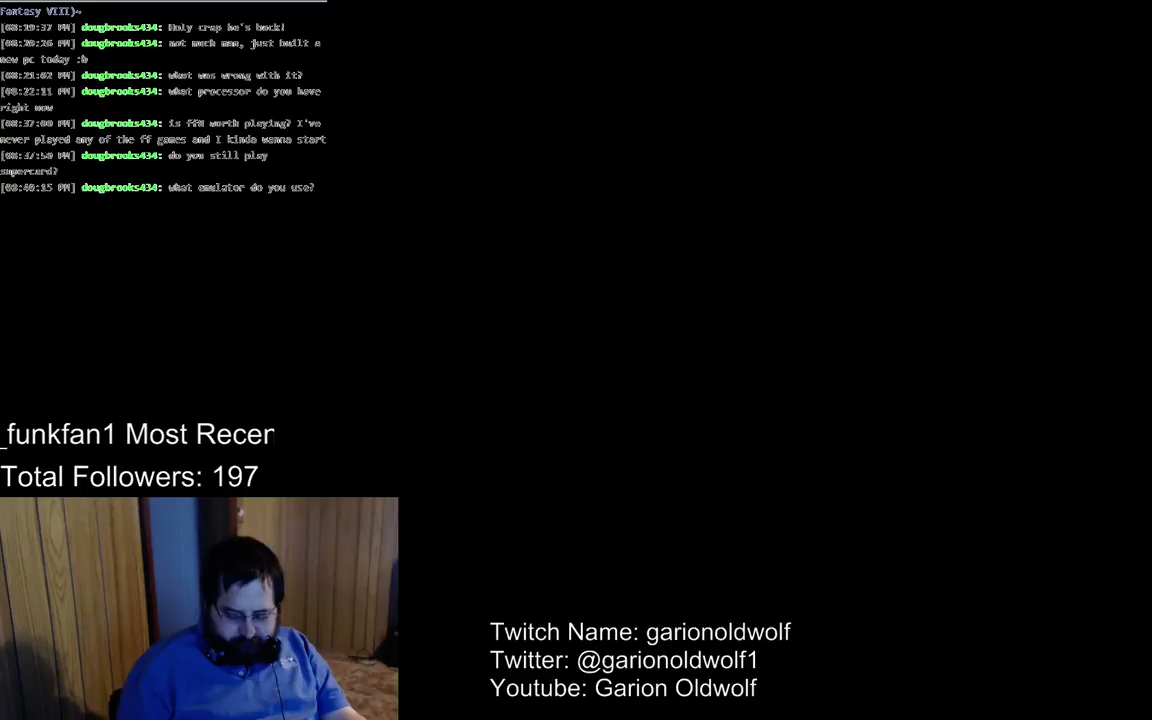 Fantasy VIII)~
[08:19:37 PM] dougbrooks434: Holy crap he's back!
[08:20:26 PM] dougbrooks434: not much man, just built a
new pc today :b
[08:21:02 PM] dougbrooks434: what was wrong with it?
[08:22:11 PM] dougbrooks434: what processor do you have
right now
[08:37:00 PM] dougbrooks434: is ff8 worth playing? I've
never played any of the ff games and I kinda wanna start
[08:37:50 PM] dougbrooks434: do you still play
supercard?
[08:40:15 PM] dougbrooks434: what emulator do you use?
_funkfan1 Most Recen
Total Followers: 197
Twitch Name: garionoldwolf
Twitter: @garionoldwolf1
Youtube: Garion Oldwolf